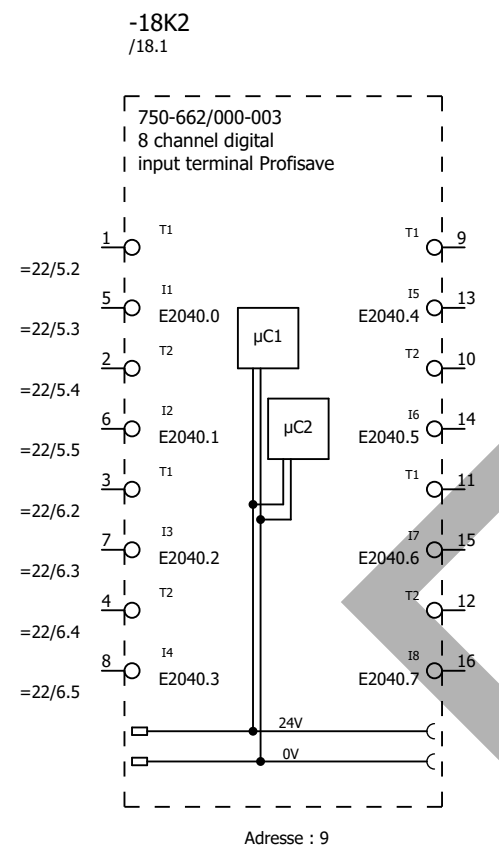 -18K2
/18.1
750-662/000-003
8 channel digital
input terminal Profisave
1 T1 T1 9
=22/5.2
5 I1 I5 13
E2040.0 E2040.4
=22/5.3
µC1
2 T2 T2 10
=22/5.4
6 I2 I6 14
µC2
E2040.1 E2040.5
=22/5.5
3 T1 T1 11
=22/6.2
7 I3 I7 15
E2040.2 E2040.6
=22/6.3
4 T2 T2 12
=22/6.4
8 I4 I8 16
E2040.3 E2040.7
=22/6.5
24V
0V
Adresse : 9